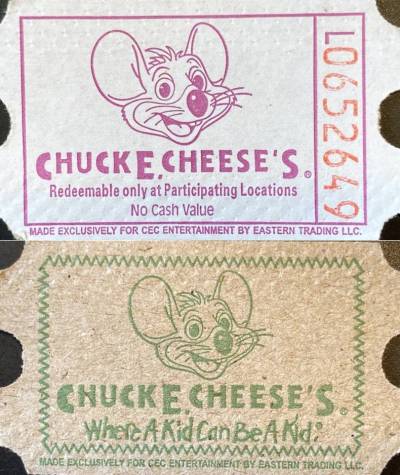 CHUCK E. CHEESE'S®
Redeemable only at Participating Locations
No Cash Value
L0652649
MADE EXCLUSIVELY FOR CEC ENTERTAINMENT BY EASTERN TRADING LLC.
CHUCK E. CHEESE'S®
Where A Kid Can Be A Kid.®
MADE EXCLUSIVELY FOR CEC ENTERTAINMENT BY EASTERN TRADING LLC.